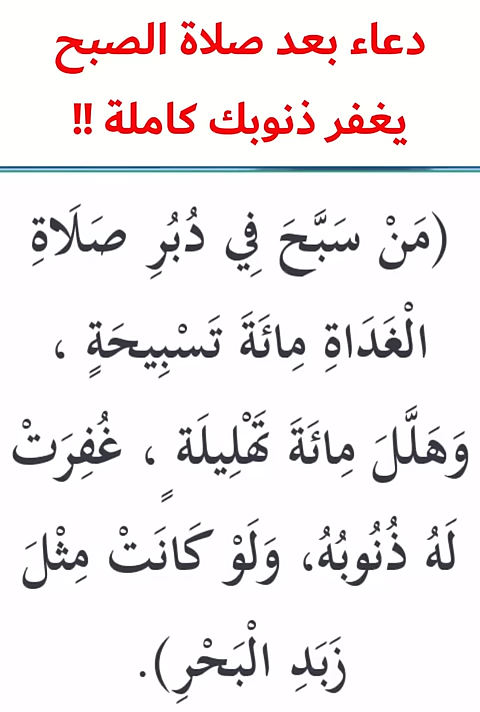 دعاء بعد صلاة الصبح
يغفر ذنوبك كاملة !!
(مَنْ سَبَّحَ فِي دُبُرِ صَلَاةِ
الْغَدَاةِ مِائَةَ تَسْبِيحَةٍ ،
وَهَلَّلَ مِائَةَ تَهْلِيلَةٍ ، غُفِرَتْ
لَهُ ذُنُوبُهُ، وَلَوْ كَانَتْ مِثْلَ
زَبَدِ الْبَحْرِ).